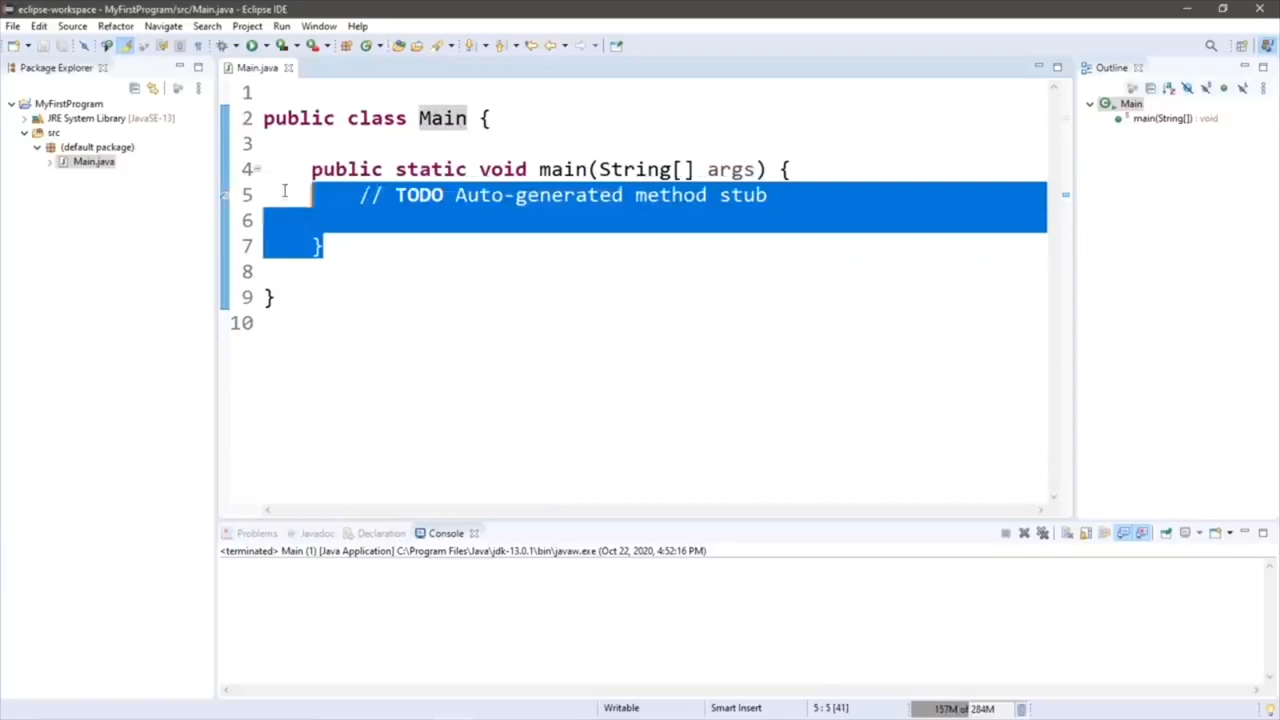 eclipse-workspace - MyFirstProgram/src/Main.java - Eclipse IDE
File Edit Source Refactor Navigate Search Project Run Window Help
Package Explorer
Main.java
Outline
MyFirstProgram
JRE System Library [JavaSE-13]
src
(default package)
Main.java
1
2 public class Main {
3
4 public static void main(String[] args) {
5 // TODO Auto-generated method stub
6
7 }
8
9 }
10
Main
main(String[]) : void
Problems Javadoc Declaration Console
<terminated> Main (1) [Java Application] C:\Program Files\Java\jdk-13.0.1\bin\javaw.exe (Oct 22, 2020, 4:52:16 PM)
Writable Smart Insert 5 : 5 [41] 157M of 284M